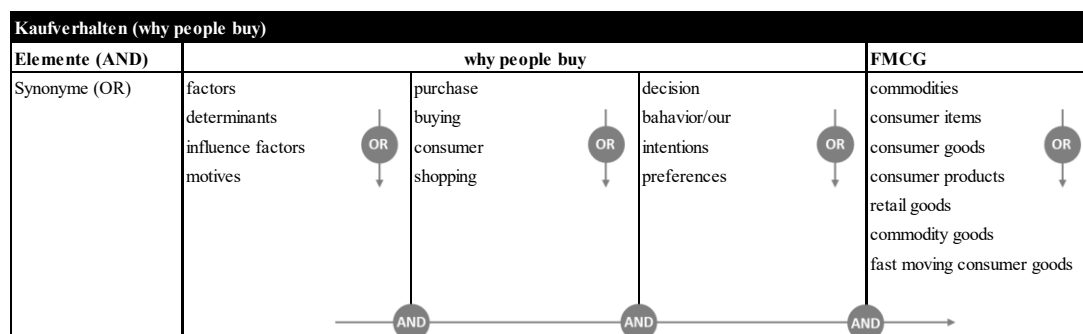 Kaufverhalten (why people buy)
Elemente (AND) why people buy FMCG
Synonyme (OR) factors purchase decision commodities
determinants buying bahavior/our consumer items
influence factors OR consumer OR intentions OR consumer goods OR
motives shopping preferences consumer products
retail goods
commodity goods
fast moving consumer goods
AND AND AND